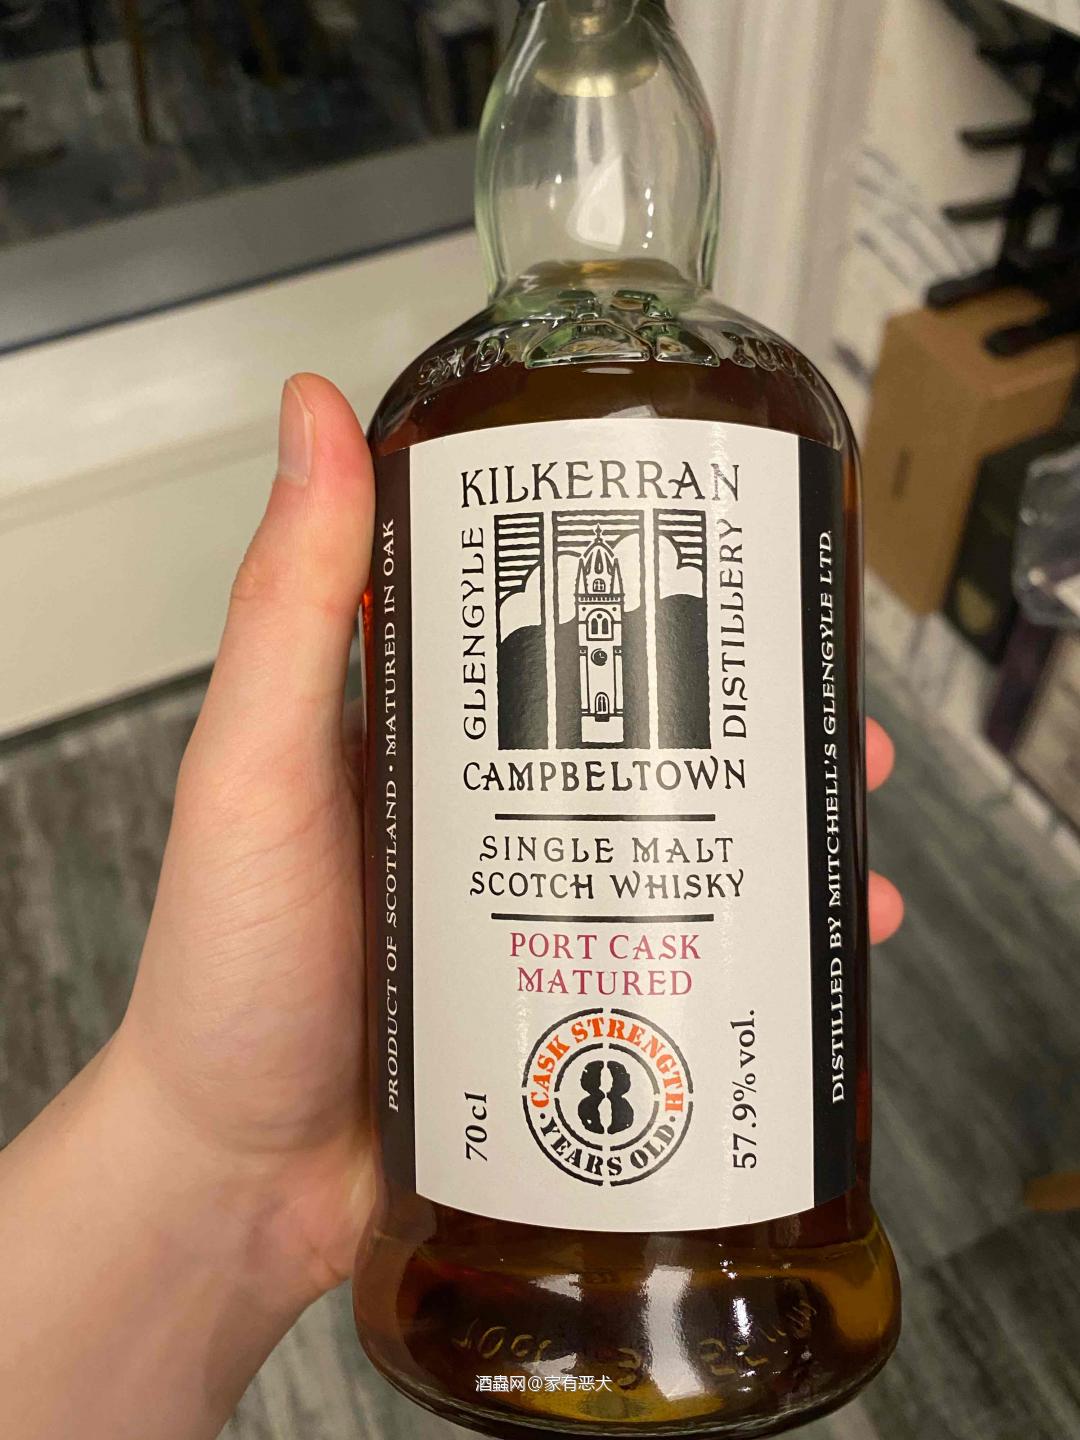 KILKERRAN
GLENGYLE
DISTILLERY
CAMPBELTOWN
SINGLE MALT
SCOTCH WHISKY
PORT CASK
MATURED
CASK STRENGTH
8
YEARS OLD
70cl
57.9% vol.
PRODUCT OF SCOTLAND • MATURED IN OAK
DISTILLED BY MITCHELL'S GLENGYLE LTD.
酒蟲网@家有恶犬